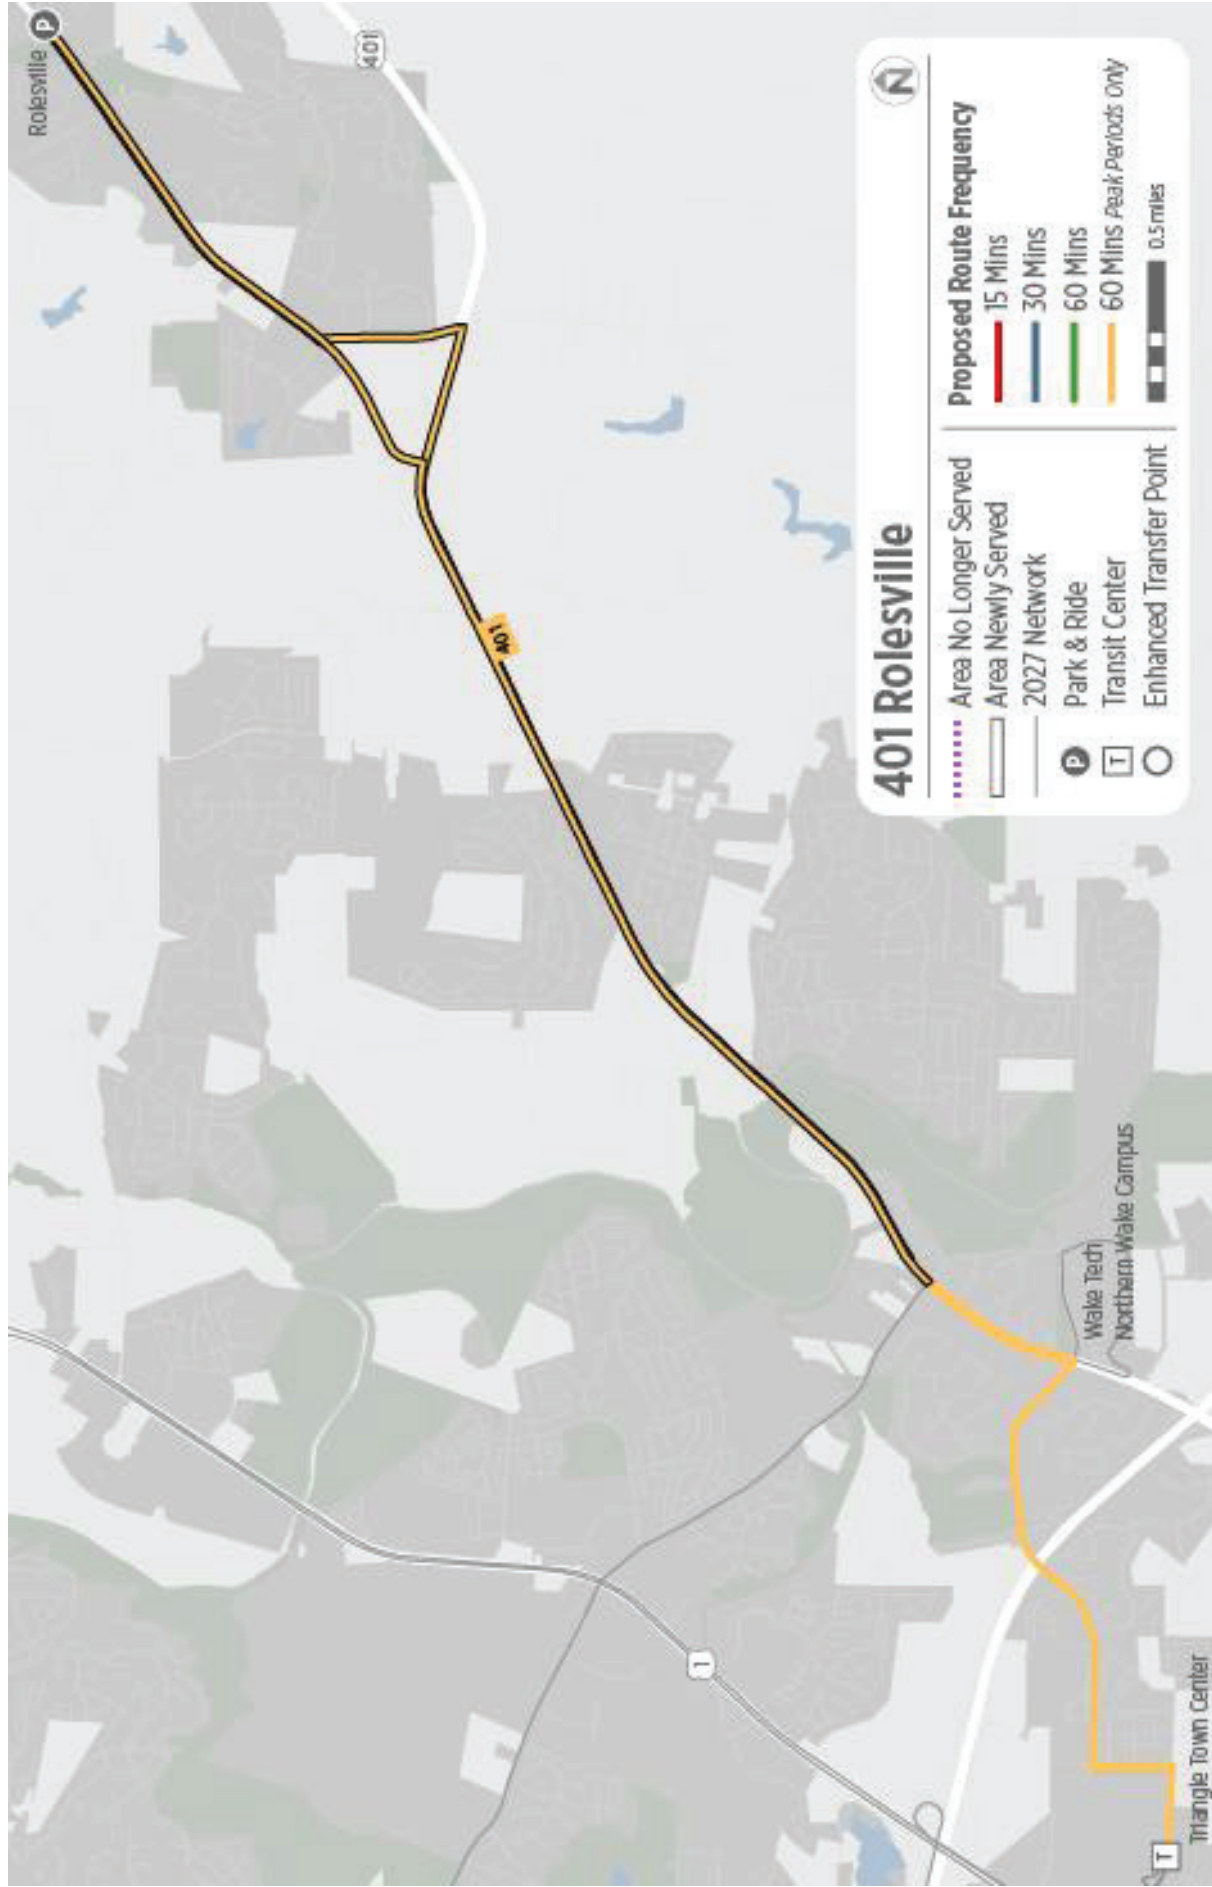 Rolesville
P
401
401
Wake Tech
Northern Wake Campus
1
Triangle Town Center
T
401 Rolesville
N
Area No Longer Served
Area Newly Served
2027 Network
P Park & Ride
T Transit Center
Enhanced Transfer Point
Proposed Route Frequency
15 Mins
30 Mins
60 Mins
60 Mins Peak Periods Only
0.5 miles